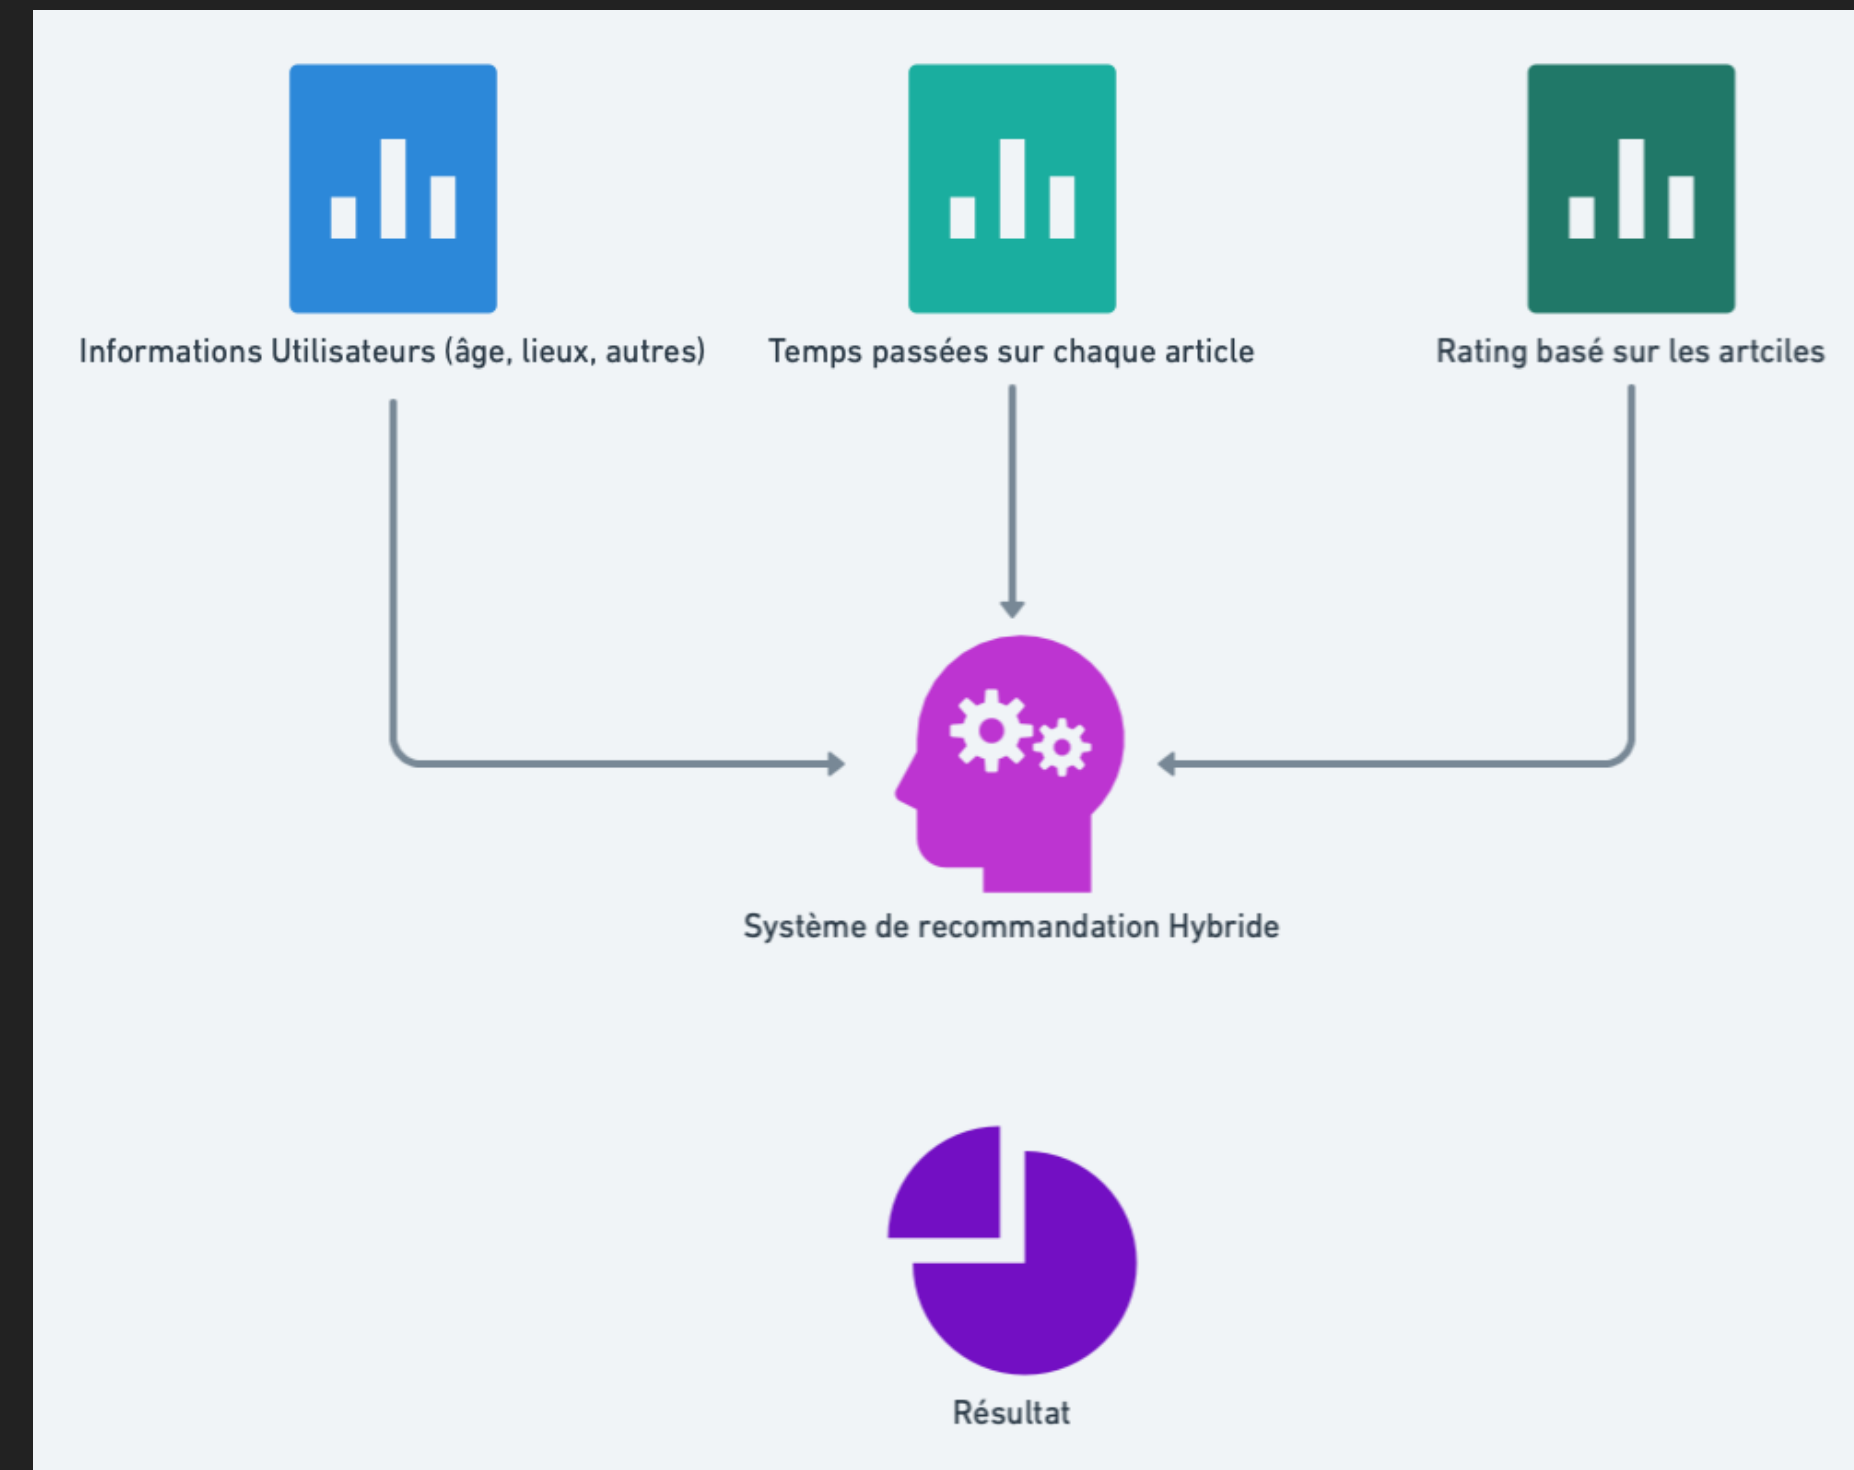 Informations Utilisateurs (âge, lieux, autres)
Temps passées sur chaque article
Rating basé sur les artciles
Système de recommandation Hybride
Résultat